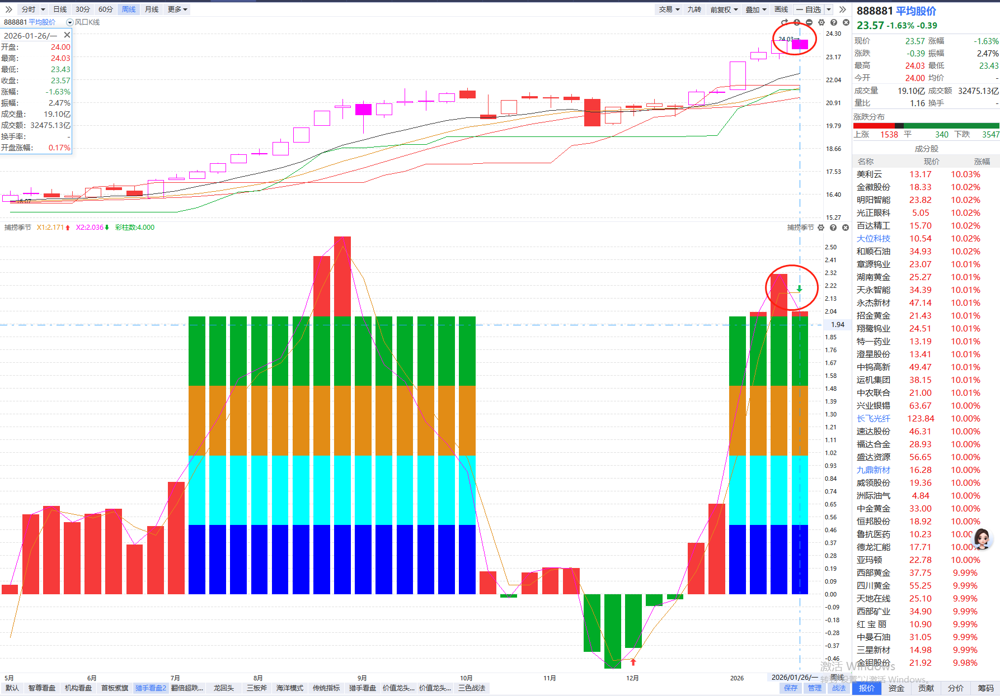 分时 日线 30分 60分 周线 月线 更多 交易 九转 前复权 叠加 画线 自选
888881 平均股价 风口K线
2026-01-26/一
开盘: 24.00
最高: 24.03
最低: 23.43
收盘: 23.57
涨幅: -1.63%
振幅: 2.47%
成交量: 19.10亿
成交额: 32475.13亿
换手率: -
开盘涨幅: 0.17%
24.03
24.30
23.17
22.04
20.91
19.79
18.66
17.53
16.40
15.27
捕捞季节 X1:2.171 X2:2.036 彩柱数:4.000 捕捞季节
2.50
2.41
2.32
2.22
2.13
2.04
1.94
1.85
1.76
1.67
1.58
1.48
1.39
1.30
1.21
1.11
1.02
0.93
0.84
0.74
0.65
0.56
0.46
0.37
0.28
0.19
0.09
0.00
-0.09
-0.18
-0.28
-0.37
-0.46
5月 6月 7月 8月 9月 10月 11月 12月 2026 2026/01/26/一 周线
默认 智尊看盘 机构看盘 首板紫旗 猎手看盘2 翻倍超跌... 龙回头 三板斧 海洋模式 传统指标 猎手看盘 价值龙头... 价值龙头... 三色战法 保存 管理 战法
888881 平均股价
23.57 -1.63% -0.39
现价 23.57 涨幅 -1.63%
涨跌 -0.39 振幅 2.47%
最高 24.03 最低 23.43
今开 24.00 均价 -
成交量 19.10亿 成交额 32475.13亿
量比 1.16 换手 -
涨跌分布
上涨 1538 平 340 下跌 3547
成分股
名称 现价 涨幅
美利云 13.17 10.03%
金徽股份 18.33 10.02%
明阳智能 23.82 10.02%
光正眼科 5.05 10.02%
百达精工 15.70 10.02%
大位科技 10.54 10.02%
和顺石油 34.93 10.02%
章源钨业 23.07 10.01%
湖南黄金 25.27 10.01%
天永智能 34.39 10.01%
永杰新材 47.14 10.01%
招金黄金 21.43 10.01%
翔鹭钨业 24.51 10.01%
特一药业 13.19 10.01%
澄星股份 13.41 10.01%
中钨高新 49.47 10.01%
运机集团 38.15 10.01%
中农联合 21.00 10.01%
兴业银锡 63.67 10.00%
长飞光纤 123.84 10.00%
速达股份 46.31 10.00%
福达合金 28.93 10.00%
盛达资源 56.65 10.00%
九鼎新材 16.28 10.00%
威领股份 19.36 10.00%
洲际油气 4.84 10.00%
中金黄金 33.00 10.00%
恒邦股份 18.92 10.00%
鲁抗医药 10.23 10.00
德龙汇能 17.71 10.00%
亚玛顿 22.78 10.00%
西部黄金 37.75 9.99%
四川黄金 55.25 9.99%
天地在线 25.10 9.99%
西部矿业 34.90 9.99%
红宝丽 10.90 9.99%
中曼石油 31.05 9.99%
三星新材 14.98 9.99%
金钼股份 21.92 9.98%
激活 Windows
转到"设置"以激活 Windows。
报价 资金 贡献 分价 筹码